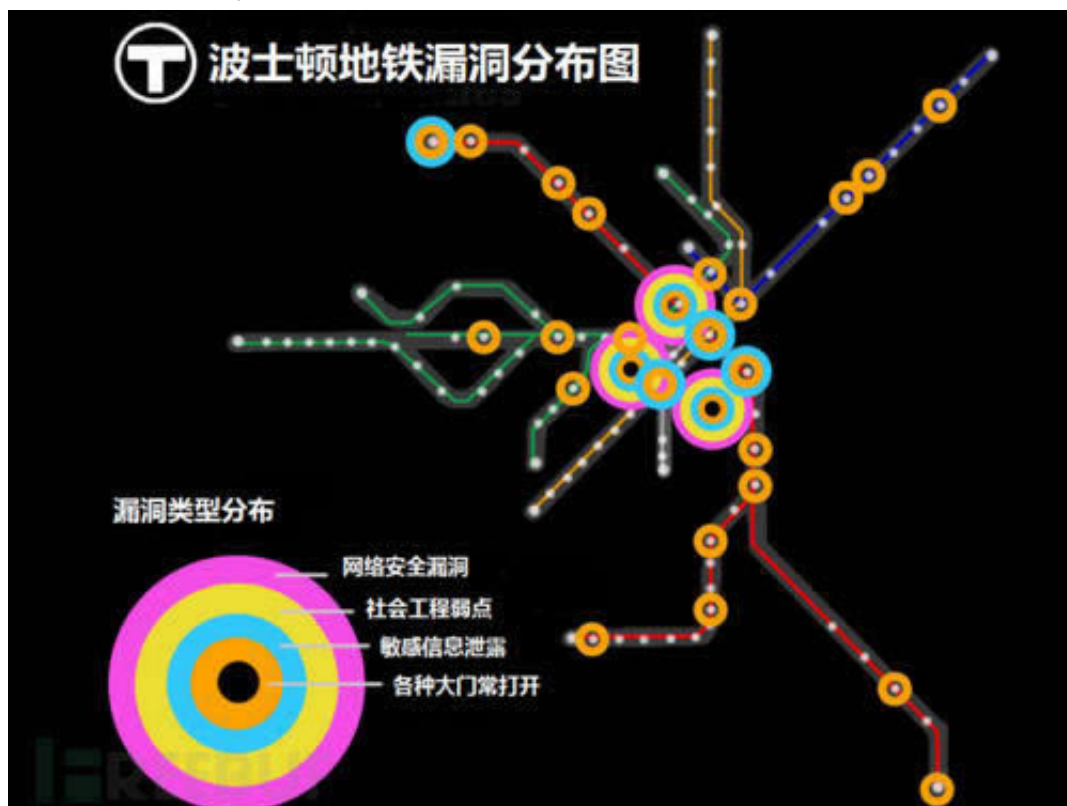 T 波士顿地铁漏洞分布图
漏洞类型分布
网络安全漏洞
社会工程弱点
敏感信息泄露
各种大门常打开